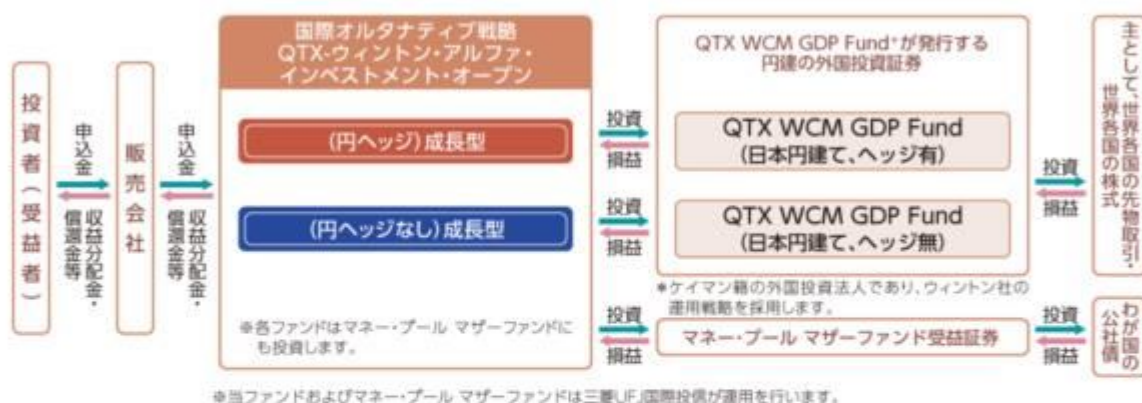 投資者(受益者)
申込金
収益分配金・
償還金等
販売会社
申込金
収益分配金・
償還金等
国際オルタナティブ戦略
QTX-ウィントン・アルファ・
インベストメント・オープン
(円ヘッジ)成長型
(円ヘッジなし)成長型
※各ファンドはマネー・プール マザーファンドに
も投資します。
投資
損益
投資
損益
投資
損益
QTX WCM GDP Fund*が発行する
円建の外国投資証券
QTX WCM GDP Fund
(日本円建て、ヘッジ有)
QTX WCM GDP Fund
(日本円建て、ヘッジ無)
*ケイマン籍の外国投資法人であり、ウィントン社の
運用戦略を採用します。
マネー・プール マザーファンド受益証券
投資
損益
投資
損益
主として、世界各国の先物取引・
世界各国の株式
わが国の
公社債
※当ファンドおよびマネー・プール マザーファンドは三菱UFJ国際投信が運用を行います。